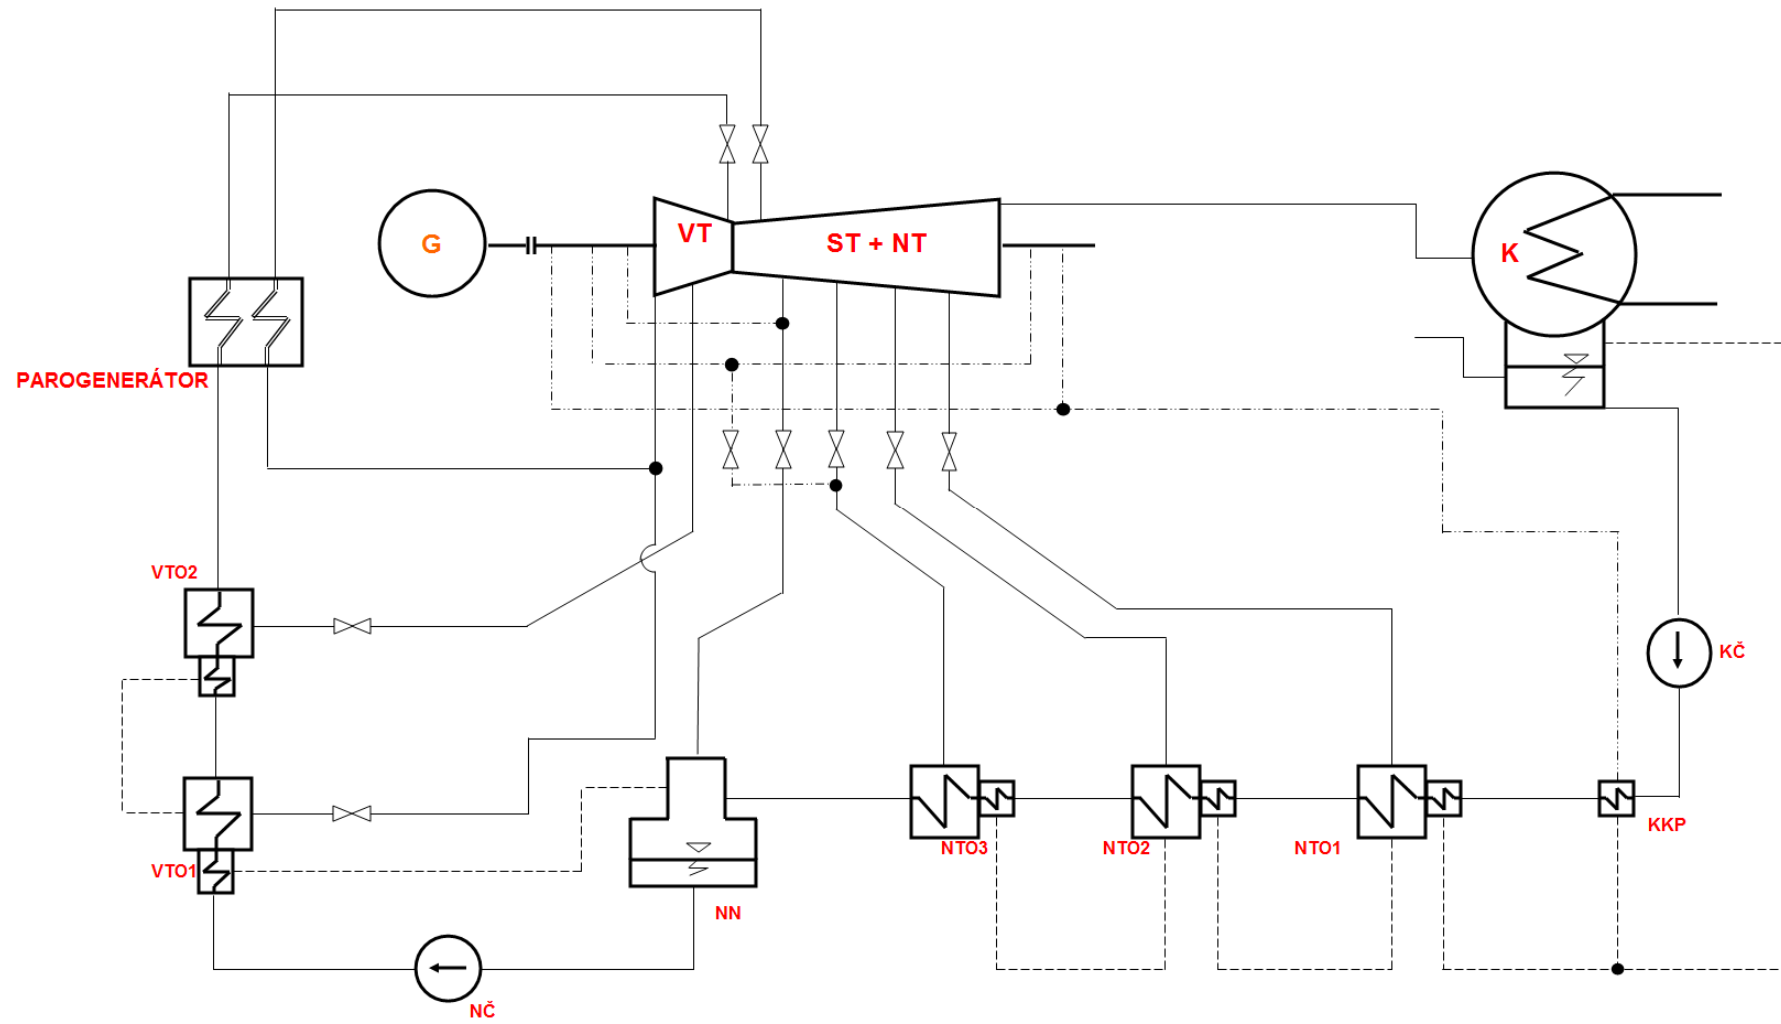 G
VT
ST + NT
K
PAROGENERÁTOR
VTO2
KČ
VTO1
NTO3
NTO2
NTO1
KKP
NN
NČ